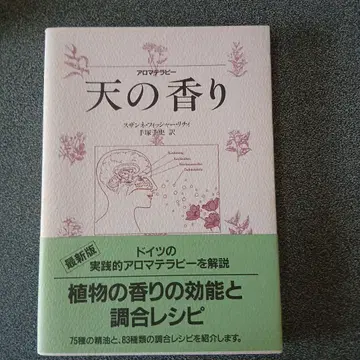 アロマテラピー
天の香り
スザンネ・フィッシャー・リチィ
手塚千史 訳
最新版
ドイツの
実践的アロマテラピーを解説
植物の香りの効能と
調合レシピ
75種の精油と、83種類の調合レシピを紹介します。